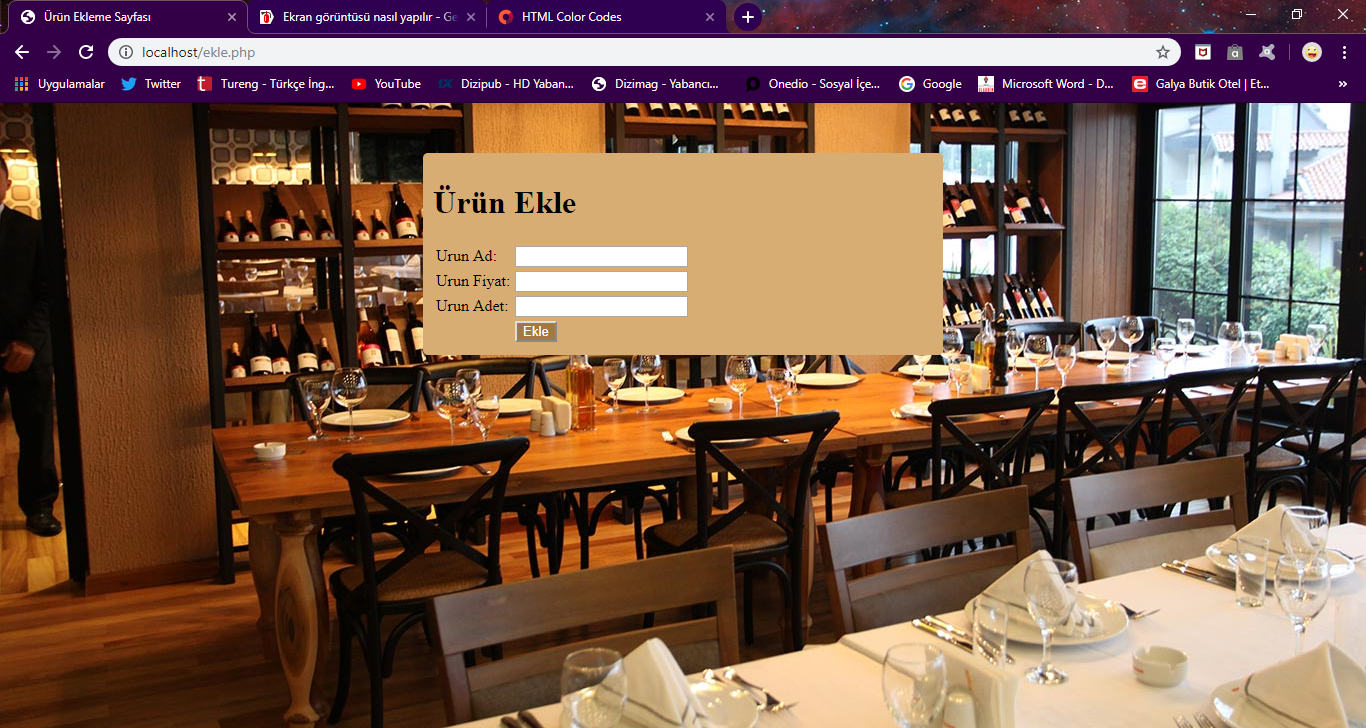 Ürün Ekleme Sayfası
Ekran görüntüsü nasıl yapılır - Ge
HTML Color Codes
localhost/ekle.php
Uygulamalar
Twitter
Tureng - Türkçe İng...
YouTube
Dizipub - HD Yaban...
Dizimag - Yabancı...
Onedio - Sosyal İçe...
Google
Microsoft Word - D...
Galya Butik Otel | Et...
Ürün Ekle
Urun Ad:
Urun Fiyat:
Urun Adet:
Ekle